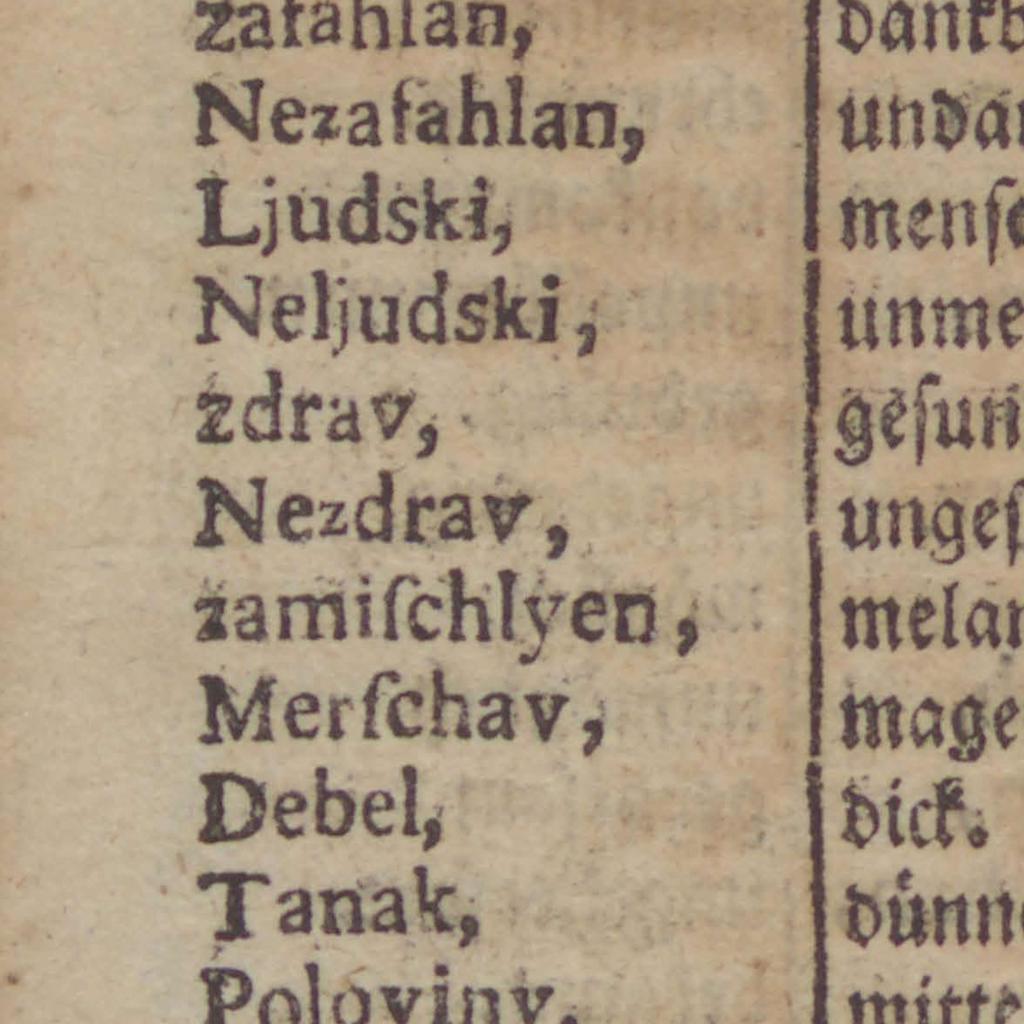 zafahlan, dankb
Nezafahlan, undan
Ljudski, menſc
Neljudski, unme
zdrav, geſun
Nezdrav, ungeſ
zamiſchlyen, melan
Merſchav, mage
Debel, dick.
Tanak, dünne
Poloviny, mitte